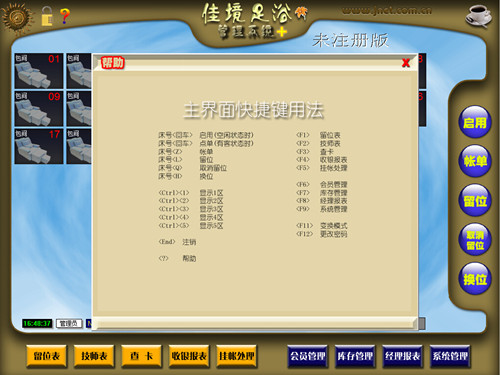 佳境足浴
管理系统
www.jnet.com.cn
未注册版
包间 01
包间
包间 09
包间
包间 17
包间
帮助
主界面快捷键用法
床号<回车> 启用(空闲状态时)
床号<回车> 点单(有客状态时)
床号<Z> 帐单
床号<L> 留位
床号<Q> 取消留位
床号<H> 换位
<Ctrl><1> 显示1区
<Ctrl><2> 显示2区
<Ctrl><3> 显示3区
<Ctrl><4> 显示4区
<Ctrl><5> 显示5区
<End> 注销
<?> 帮助
<F1> 留位表
<F2> 技师表
<F3> 查卡
<F4> 收银报表
<F5> 挂帐处理
<F6> 会员管理
<F7> 库存管理
<F8> 经理报表
<F9> 系统管理
<F11> 变换模式
<F12> 更改密码
启用
帐单
留位
取消
留位
换位
16:48:37 管理员
留位表 技师表 查 卡 收银报表 挂帐处理 会员管理 库存管理 经理报表 系统管理